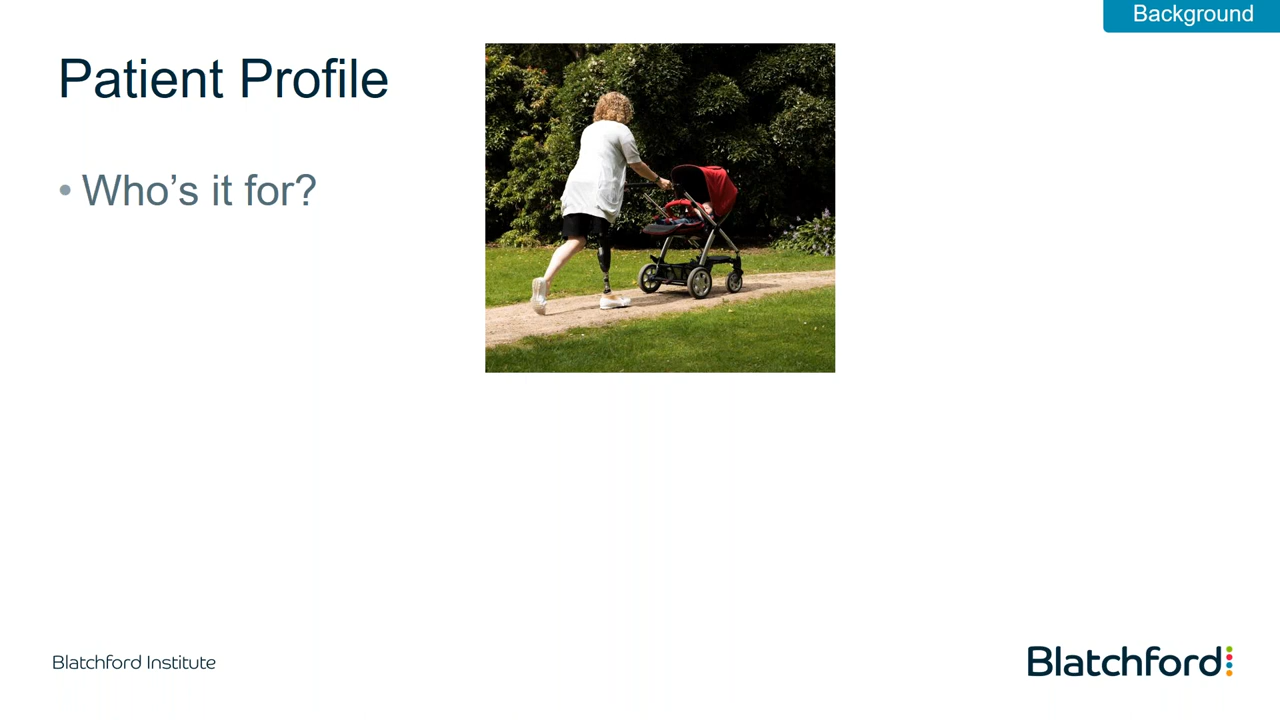 Background
Patient Profile
• Who's it for?
Blatchford Institute
Blatchford